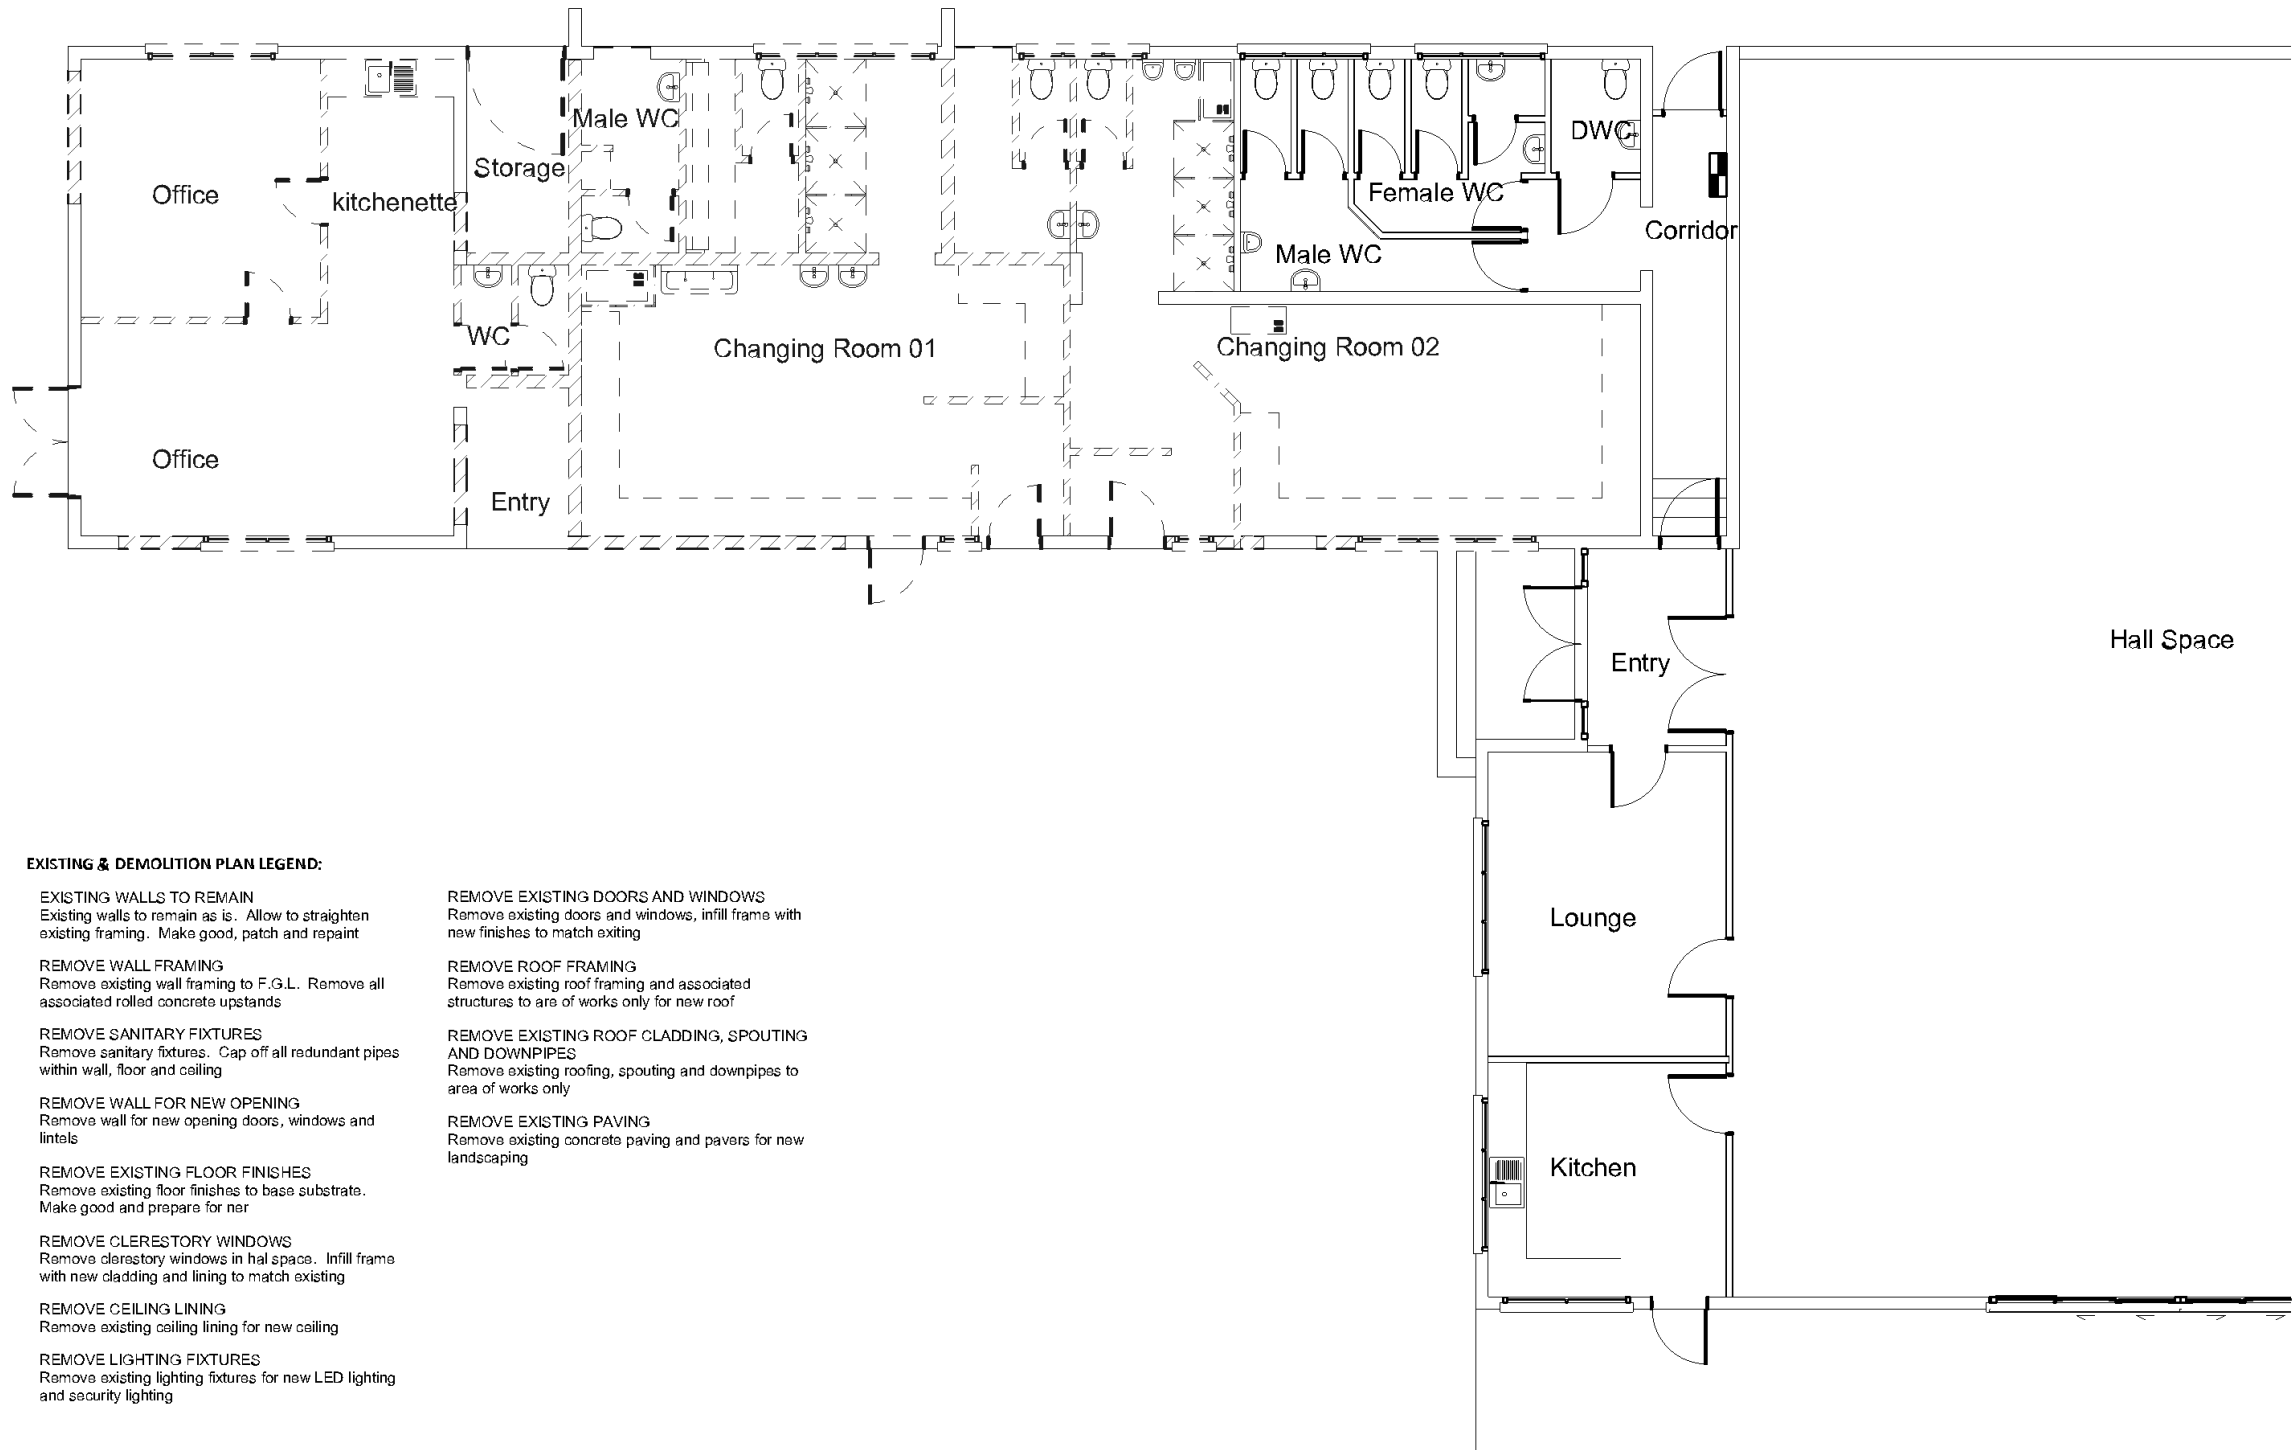 Office
kitchenette
Storage
Male WC
DWC
Female WC
Corridor
Male WC
WC
Changing Room 01
Changing Room 02
Office
Entry
Hall Space
Entry
Lounge
Kitchen
EXISTING & DEMOLITION PLAN LEGEND:
EXISTING WALLS TO REMAIN
Existing walls to remain as is. Allow to straighten
existing framing. Make good, patch and repaint
REMOVE WALL FRAMING
Remove existing wall framing to F.G.L. Remove all
associated rolled concrete upstands
REMOVE SANITARY FIXTURES
Remove sanitary fixtures. Cap off all redundant pipes
within wall, floor and ceiling
REMOVE WALL FOR NEW OPENING
Remove wall for new opening doors, windows and
lintels
REMOVE EXISTING FLOOR FINISHES
Remove existing floor finishes to base substrate.
Make good and prepare for ner
REMOVE CLERESTORY WINDOWS
Remove clerestory windows in hal space. Infill frame
with new cladding and lining to match existing
REMOVE CEILING LINING
Remove existing ceiling lining for new ceiling
REMOVE LIGHTING FIXTURES
Remove existing lighting fixtures for new LED lighting
and security lighting
REMOVE EXISTING DOORS AND WINDOWS
Remove existing doors and windows, infill frame with
new finishes to match exiting
REMOVE ROOF FRAMING
Remove existing roof framing and associated
structures to are of works only for new roof
REMOVE EXISTING ROOF CLADDING, SPOUTING
AND DOWNPIPES
Remove existing roofing, spouting and downpipes to
area of works only
REMOVE EXISTING PAVING
Remove existing concrete paving and pavers for new
landscaping